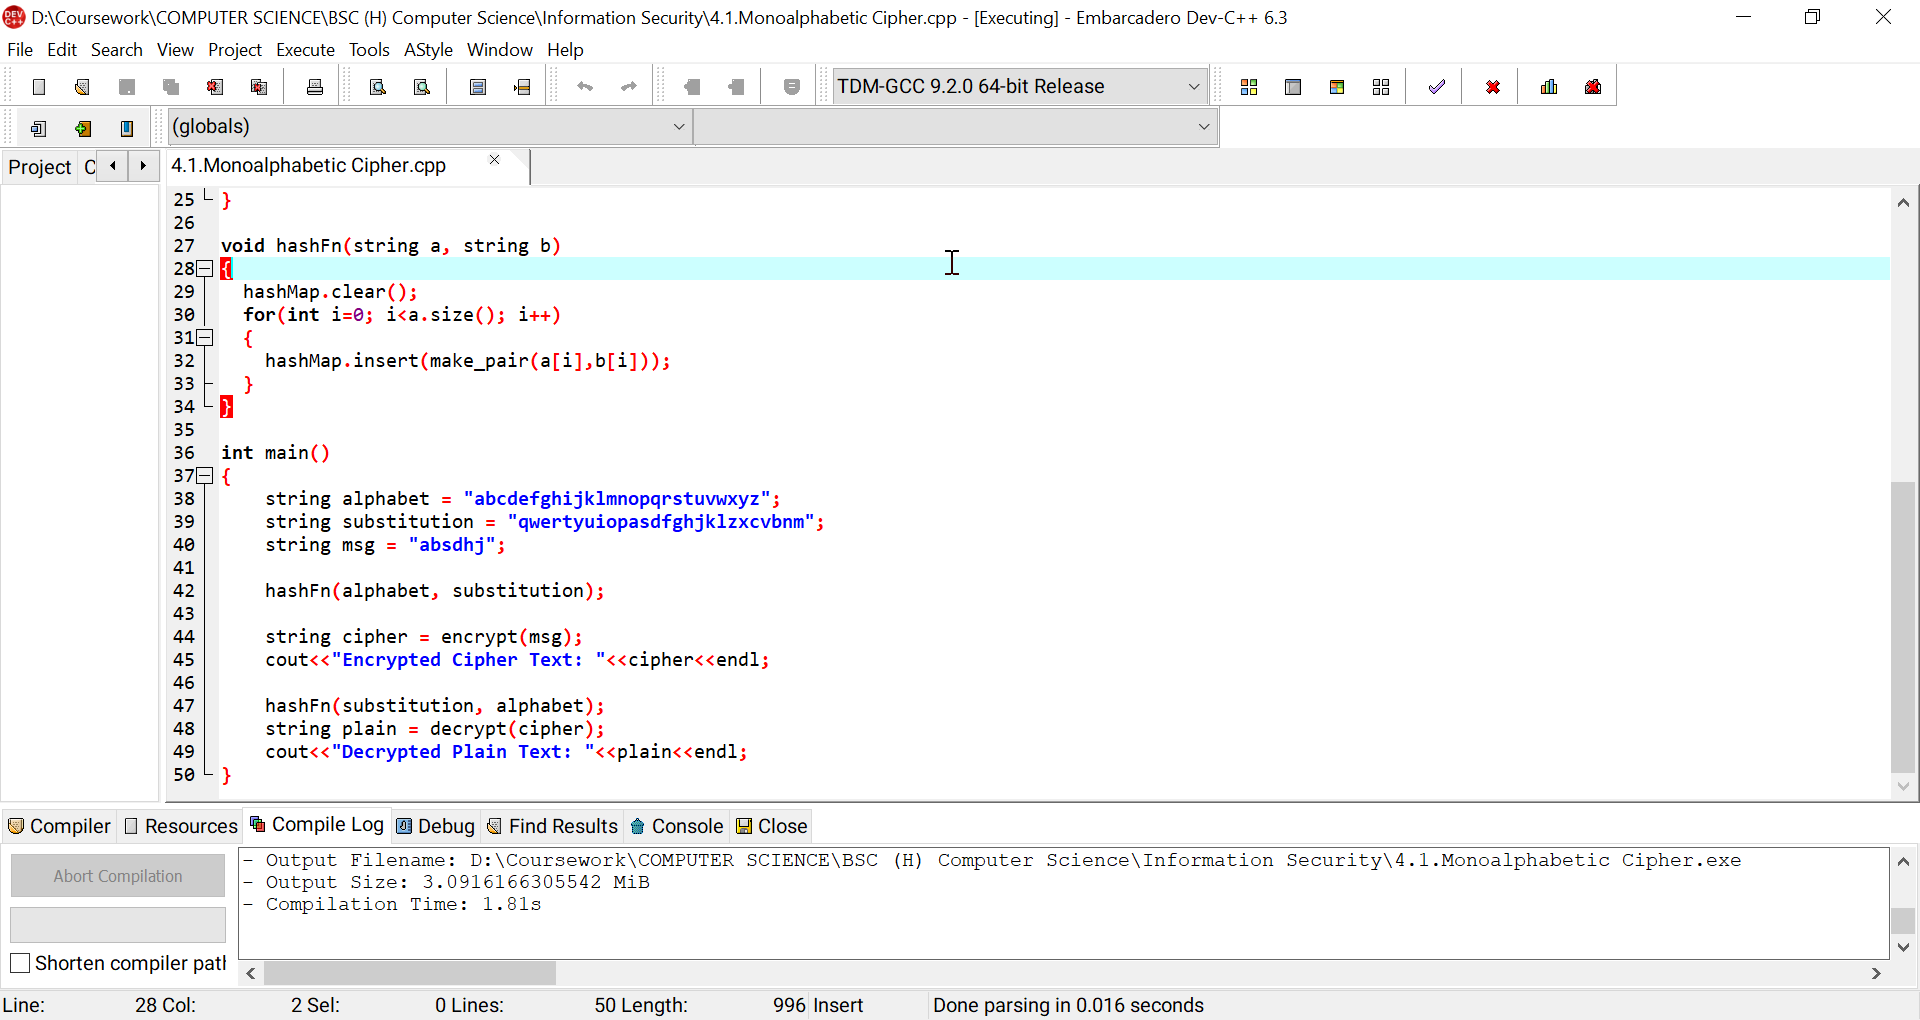 D:\Coursework\COMPUTER SCIENCE\BSC (H) Computer Science\Information Security\4.1.Monoalphabetic Cipher.cpp - [Executing] - Embarcadero Dev-C++ 6.3
File Edit Search View Project Execute Tools AStyle Window Help
TDM-GCC 9.2.0 64-bit Release
(globals)
Project C 4.1.Monoalphabetic Cipher.cpp
25 }
26
27 void hashFn(string a, string b)
28 {
29 hashMap.clear();
30 for(int i=0; i<a.size(); i++)
31 {
32 hashMap.insert(make_pair(a[i],b[i]));
33 }
34 }
35
36 int main()
37 {
38 string alphabet = "abcdefghijklmnopqrstuvwxyz";
39 string substitution = "qwertyuiopasdfghjklzxcvbnm";
40 string msg = "absdhj";
41
42 hashFn(alphabet, substitution);
43
44 string cipher = encrypt(msg);
45 cout<<"Encrypted Cipher Text: "<<cipher<<endl;
46
47 hashFn(substitution, alphabet);
48 string plain = decrypt(cipher);
49 cout<<"Decrypted Plain Text: "<<plain<<endl;
50 }
Compiler Resources Compile Log Debug Find Results Console Close
Abort Compilation
Shorten compiler patl
- Output Filename: D:\Coursework\COMPUTER SCIENCE\BSC (H) Computer Science\Information Security\4.1.Monoalphabetic Cipher.exe
- Output Size: 3.0916166305542 MiB
- Compilation Time: 1.81s
Line: 28 Col: 2 Sel: 0 Lines: 50 Length: 996 Insert Done parsing in 0.016 seconds